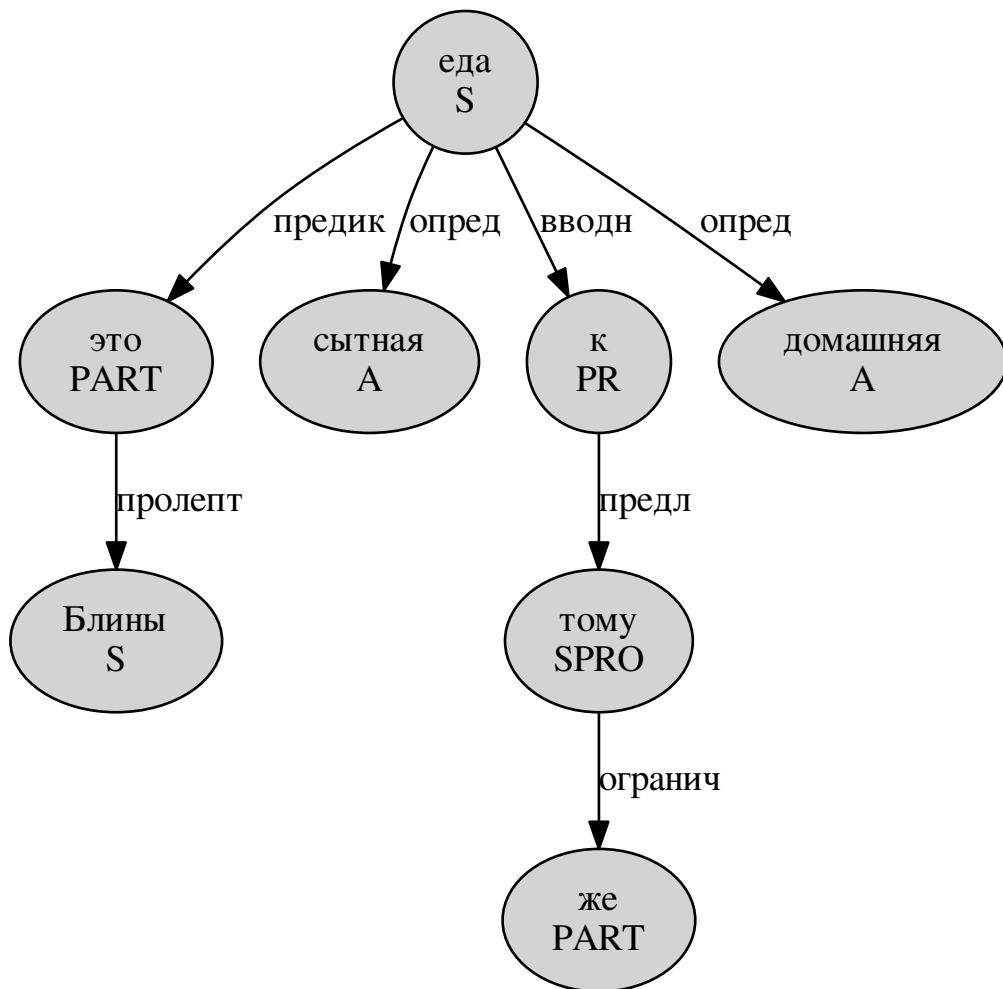 еда
S
предик
опред
вводн
опред
это
PART
сытная
A
к
PR
домашняя
A
пролепт
предл
Блины
S
тому
SPRO
огранич
же
PART